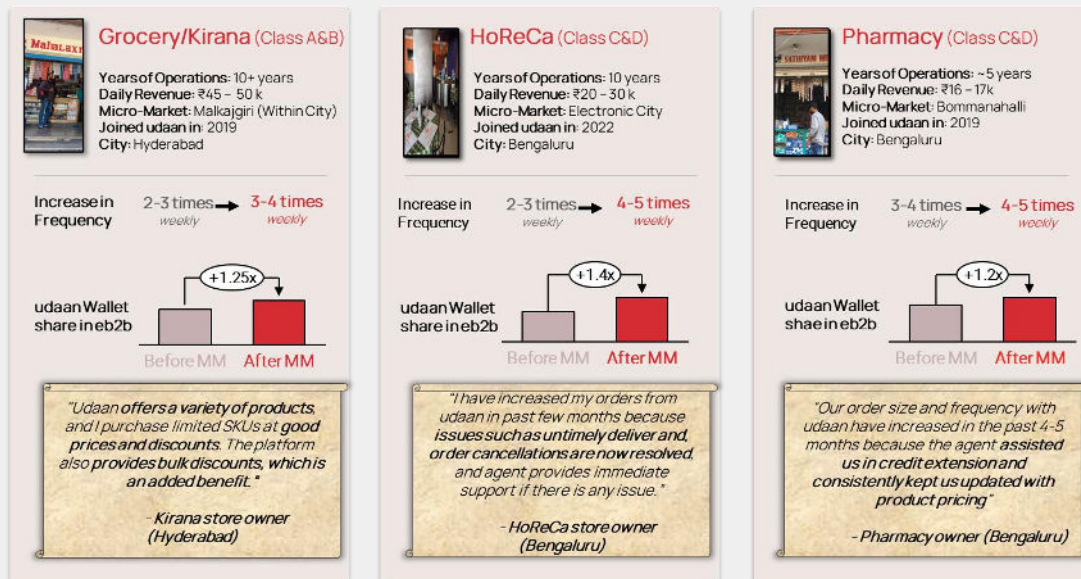 Grocery/Kirana (Class A&B)
Years of Operations: 10+ years
Daily Revenue: ₹45 – 50 k
Micro-Market: Malkajgiri (Within City)
Joined udaan in: 2019
City: Hyderabad
Increase in
Frequency
2-3 times
weekly
3-4 times
weekly
+1.25x
udaan Wallet
share in eb2b
Before MM
After MM
"Udaan offers a variety of products,
and I purchase limited SKUs at good
prices and discounts. The platform
also provides bulk discounts, which is
an added benefit."
- Kirana store owner
(Hyderabad)
HoReCa (Class C&D)
Years of Operations: 10 years
Daily Revenue: ₹20 – 30 k
Micro-Market: Electronic City
Joined udaan in: 2022
City: Bengaluru
Increase in
Frequency
2-3 times
weekly
4-5 times
weekly
+1.4x
udaan Wallet
share in eb2b
Before MM
After MM
"I have increased my orders from
udaan in past few months because
issues such as untimely deliver and,
order cancellations are now resolved,
and agent provides immediate
support if there is any issue."
- HoReCa store owner
(Bengaluru)
Pharmacy (Class C&D)
Years of Operations: ~5 years
Daily Revenue: ₹16 – 17k
Micro-Market: Bommanahalli
Joined udaan in: 2019
City: Bengaluru
Increase in
Frequency
3-4 times
weekly
4-5 times
weekly
+1.2x
udaan Wallet
shae in eb2b
Before MM
After MM
"Our order size and frequency with
udaan have increased in the past 4-5
months because the agent assisted
us in credit extension and
consistently kept us updated with
product pricing"
- Pharmacy owner (Bengaluru)